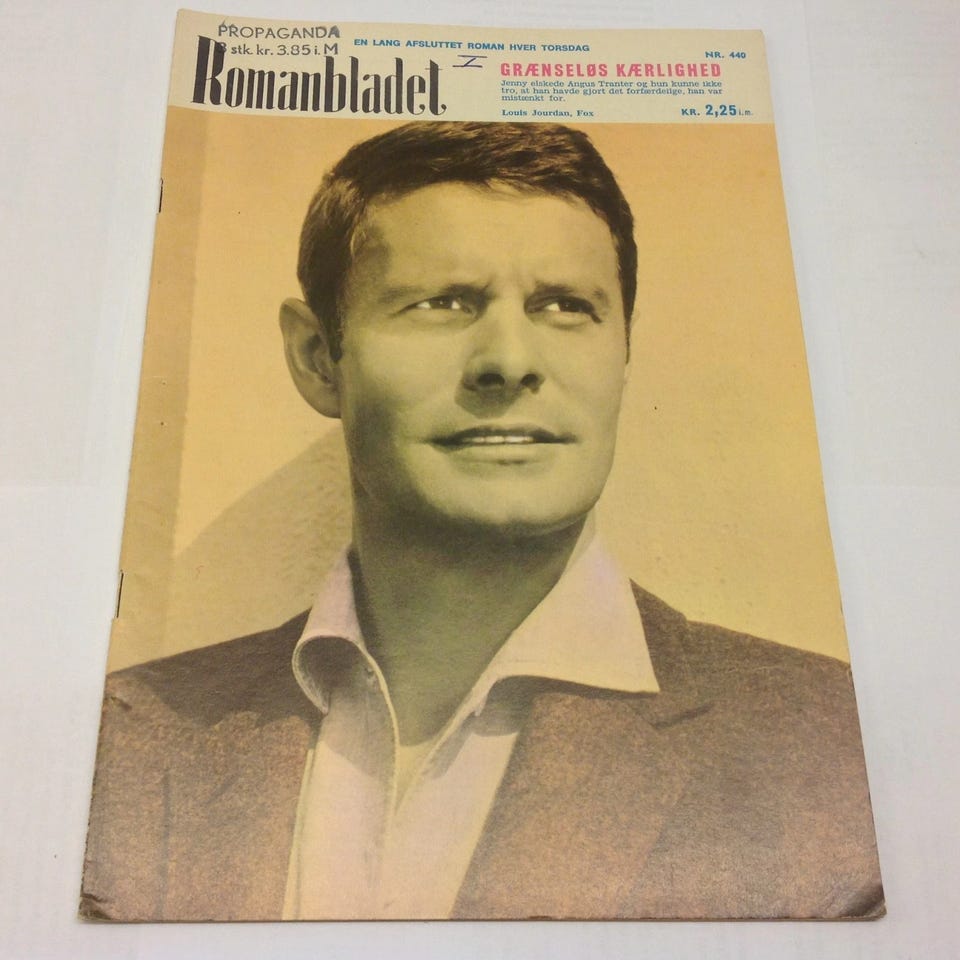 PROPAGANDA
3 stk. kr. 3.85 i. M
EN LANG AFSLUTTET ROMAN HVER TORSDAG
NR. 440
Romanbladet
GRÆNSELØS KÆRLIGHED
Jenny elskede Angus Tranter og hun kunne ikke
tro, at han havde gjort det forfærdelige, han var
mistænkt for.
Louis Jourdan, Fox
KR. 2,25 i.m.